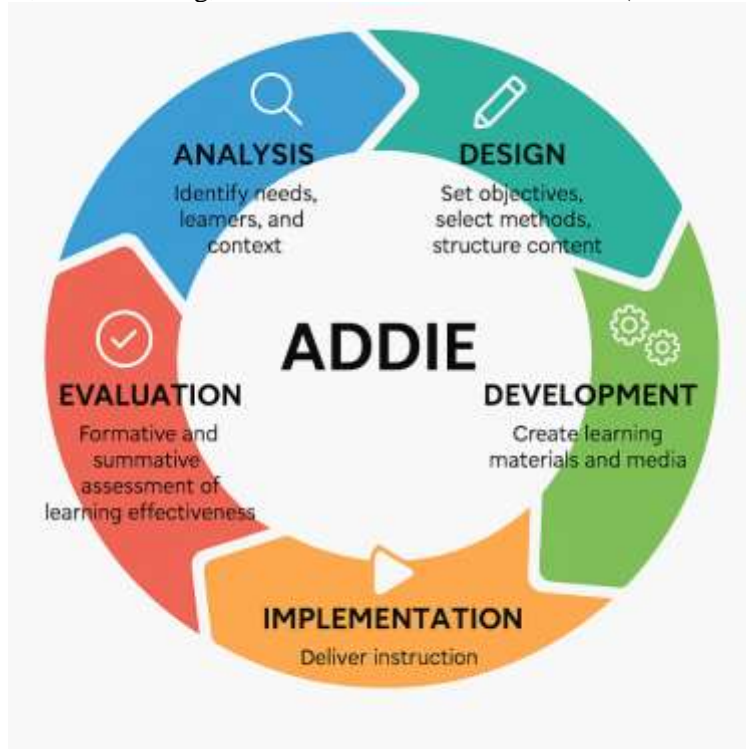 ANALYSIS
Identify needs,
learners, and
context
DESIGN
Set objectives,
select methods,
structure content
ADDIE
EVALUATION
Formative and
summative
assessment of
learning effectiveness
DEVELOPMENT
Create learning
materials and media
IMPLEMENTATION
Deliver instruction